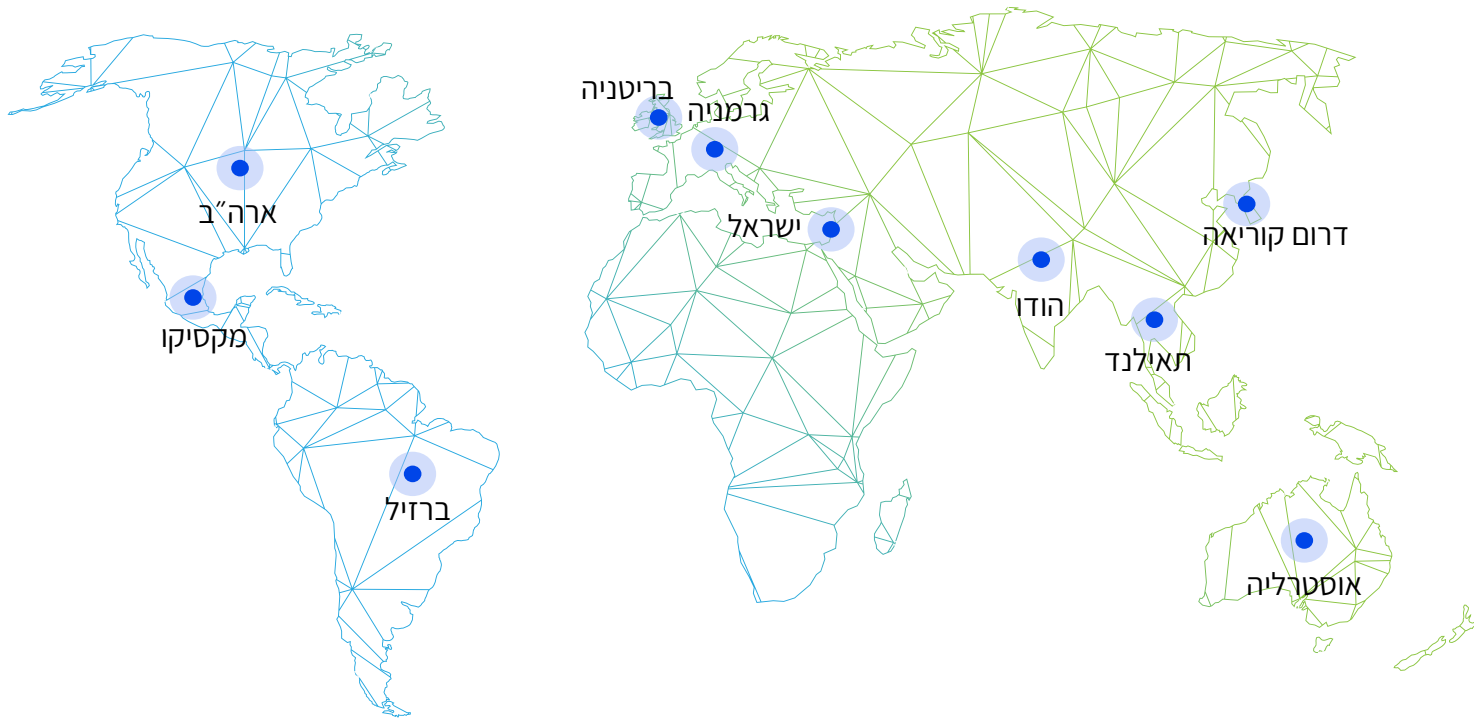 בריטניה
גרמניה
ארה״ב
דרום קוריאה
ישראל
הודו
מקסיקו
תאילנד
ברזיל
אוסטרליה